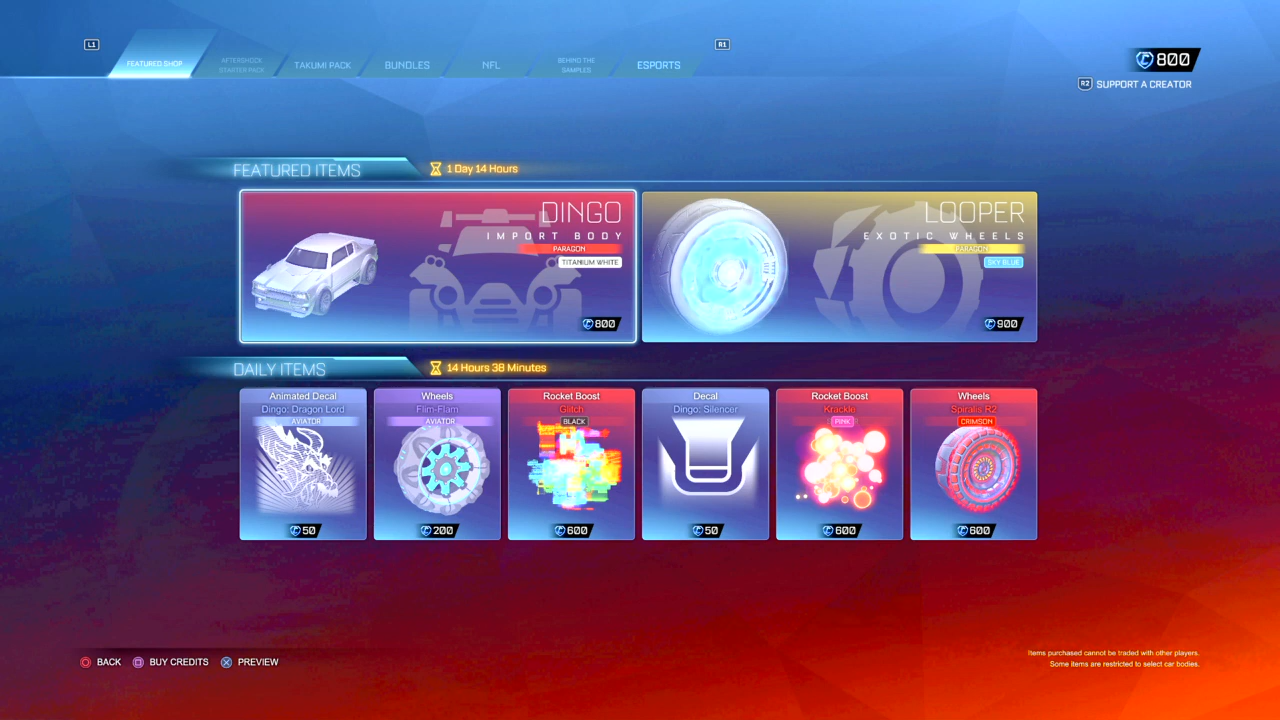 L1
FEATURED SHOP
AFTERSHOCK
STARTER PACK
TAKUMI PACK
BUNDLES
NFL
BEHIND THE
SAMPLES
ESPORTS
R1
800
R2 SUPPORT A CREATOR
FEATURED ITEMS
1 Day 14 Hours
DINGO
IMPORT BODY
PARAGON
TITANIUM WHITE
800
LOOPER
EXOTIC WHEELS
PARAGON
SKY BLUE
900
DAILY ITEMS
14 Hours 38 Minutes
Animated Decal
Dingo: Dragon Lord
AVIATOR
50
Wheels
Flim-Flam
AVIATOR
200
Rocket Boost
Glitch
BLACK
600
Decal
Dingo: Silencer
50
Rocket Boost
Krackle
PINK
600
Wheels
Spiralis R2
CRIMSON
600
BACK
BUY CREDITS
PREVIEW
Items purchased cannot be traded with other players.
Some items are restricted to select car bodies.